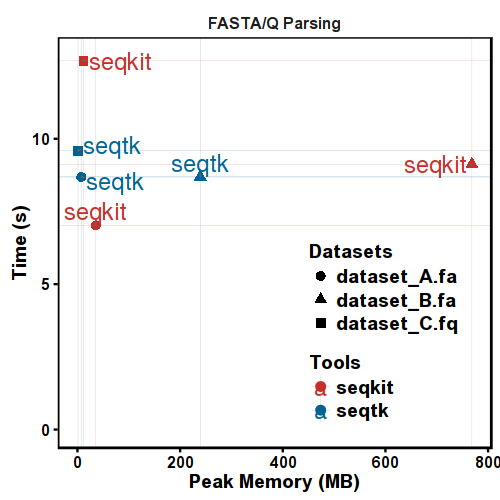 FASTA/Q Parsing
seqkit
seqtk
seqtk
seqtk
seqkit
seqkit
10
5
0
Time (s)
Datasets
dataset_A.fa
dataset_B.fa
dataset_C.fq
Tools
a seqkit
a seqtk
0 200 400 600 800
Peak Memory (MB)